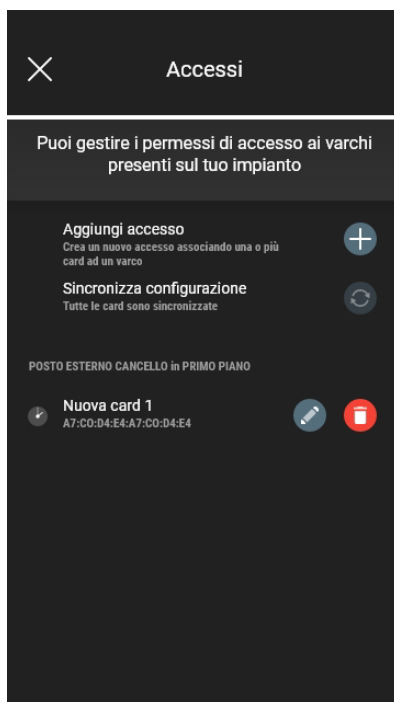 Accessi
Puoi gestire i permessi di accesso ai varchi
presenti sul tuo impianto
Aggiungi accesso
Crea un nuovo accesso associando una o più
card ad un varco
Sincronizza configurazione
Tutte le card sono sincronizzate
POSTO ESTERNO CANCELLO in PRIMO PIANO
Nuova card 1
A7:C0:D4:E4:A7:C0:D4:E4